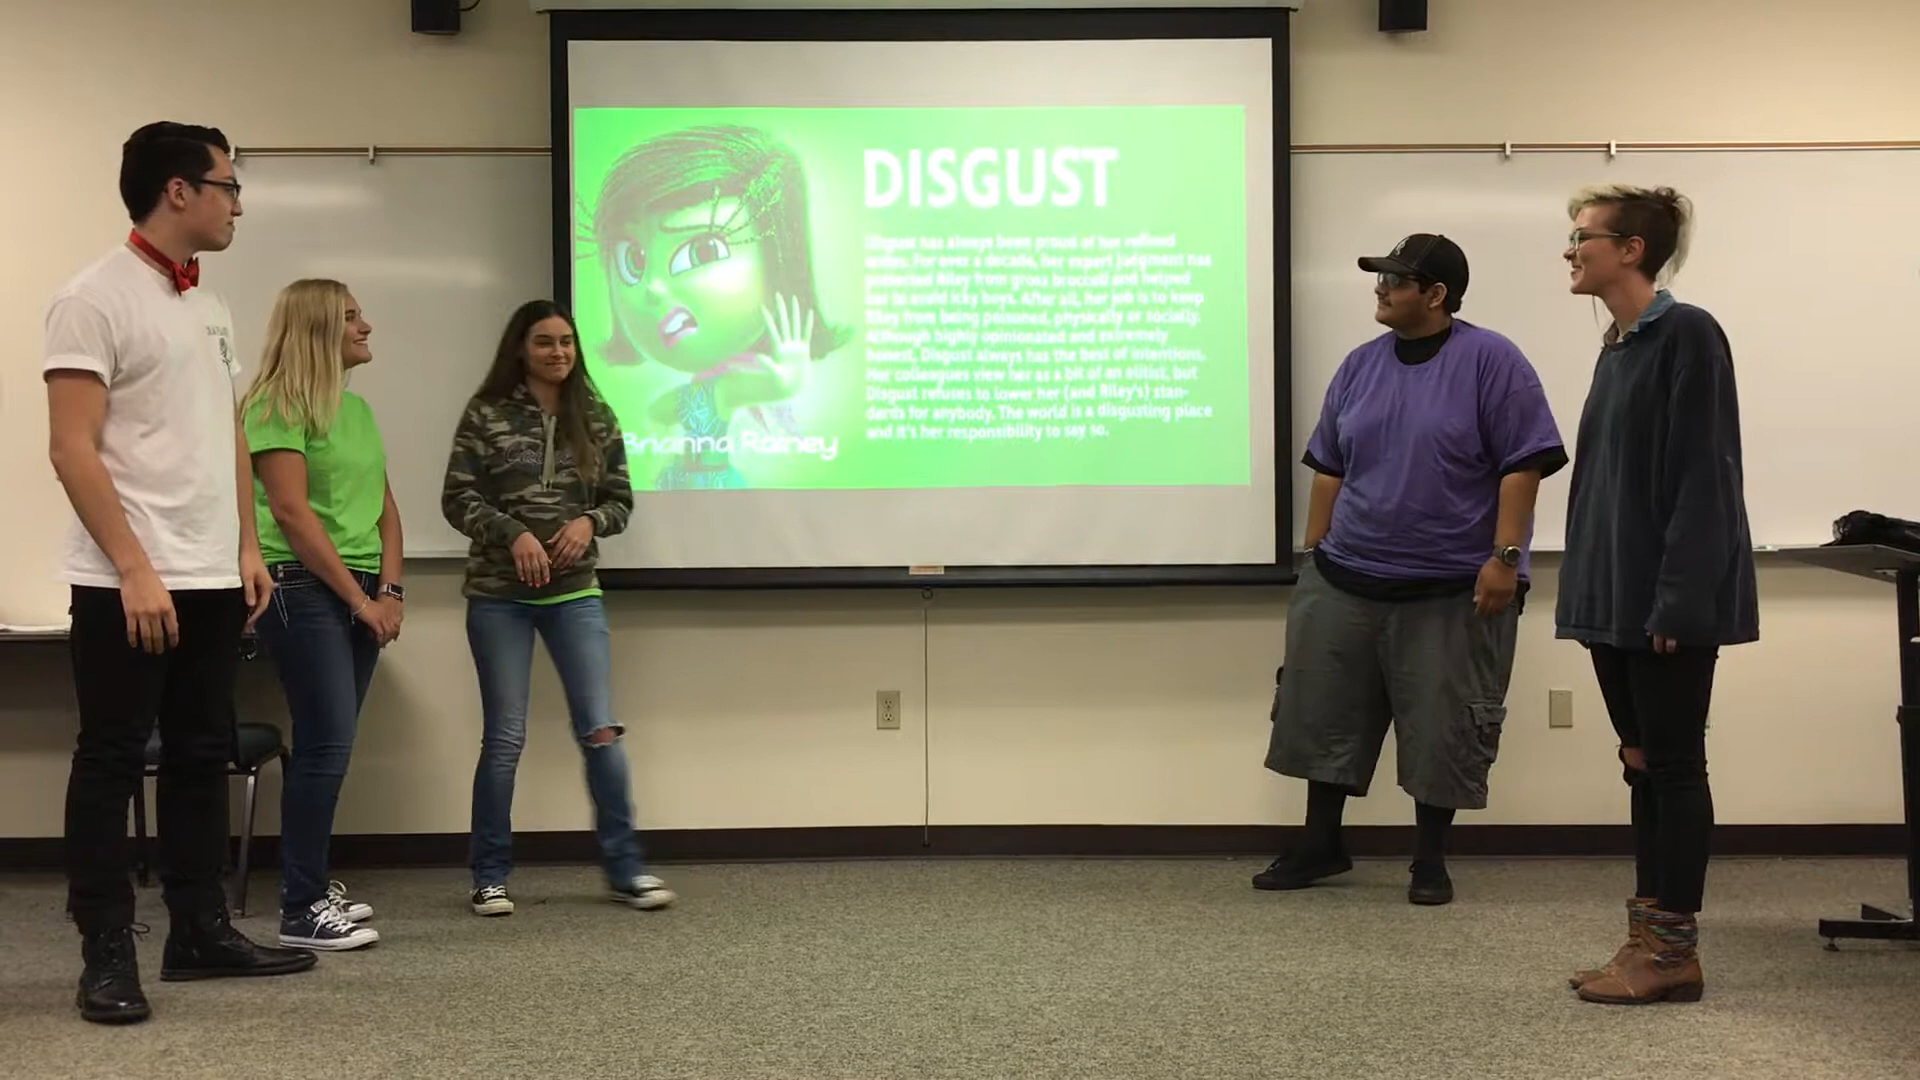 DISGUST
Disgust has always been proud of her refined
senses. For over a decade, her expert judgment has
protected Riley from gross broccoli and helped
her to avoid icky boys. After all, her job is to keep
Riley from being poisoned, physically or socially.
Although highly opinionated and extremely
honest, Disgust always has the best of intentions.
Her colleagues view her as a bit of an elitist, but
Disgust refuses to lower her (and Riley's) stan-
dards for anybody. The world is a disgusting place
and it's her responsibility to say so.
Brianna Rainey